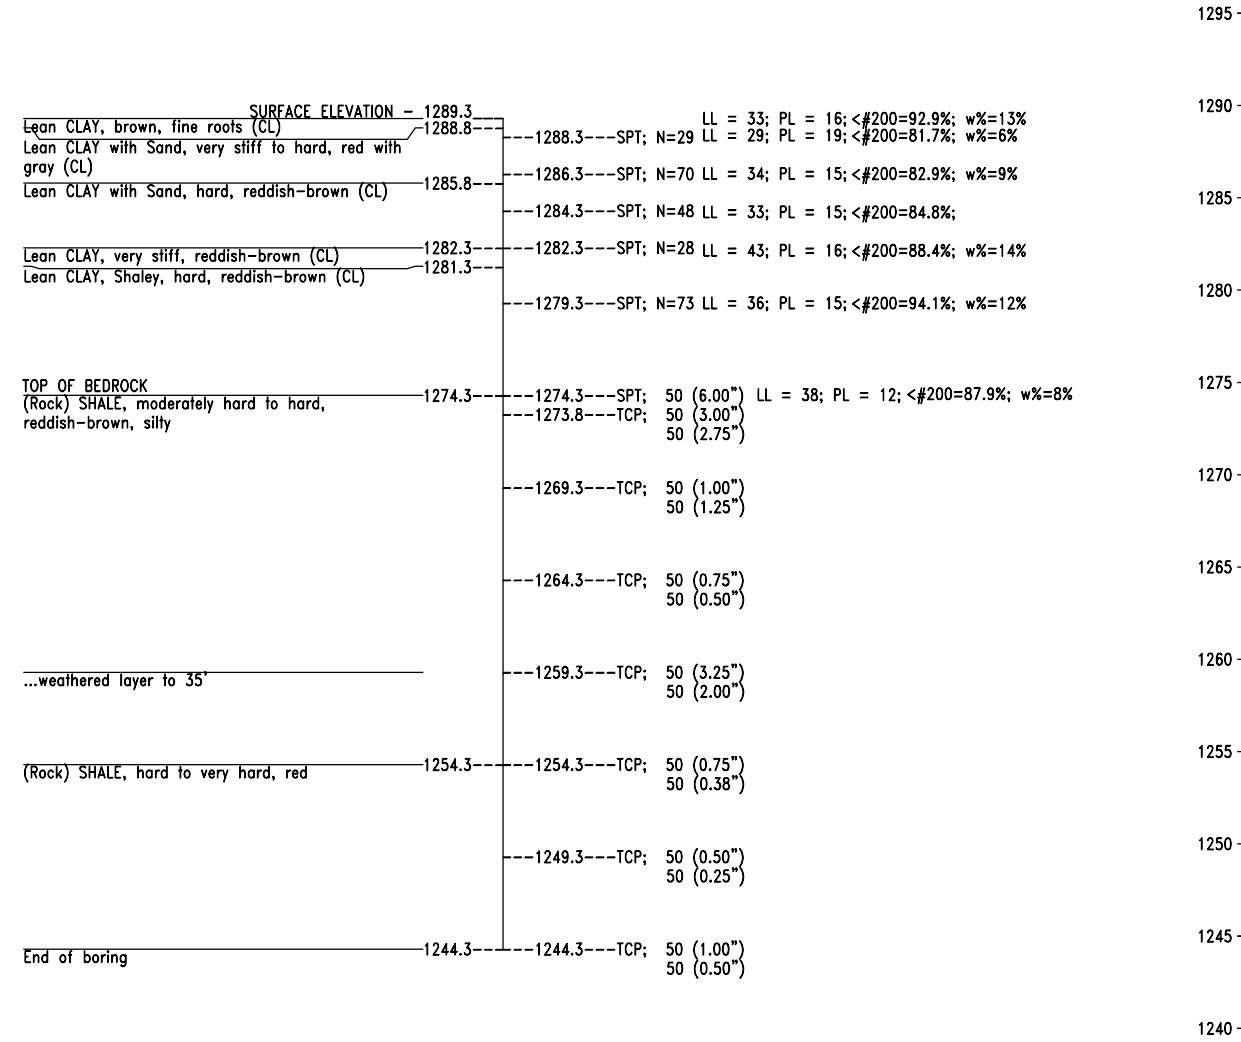 1295 -
SURFACE ELEVATION - 1289.3
1290 -
LL = 33; PL = 16; <#200=92.9%; w%=13%
Lean CLAY, brown, fine roots (CL)
1288.8---
---1288.3---SPT; N=29 LL = 29; PL = 19; <#200=81.7%; w%=6%
Lean CLAY with Sand, very stiff to hard, red with
gray (CL)
---1286.3---SPT; N=70 LL = 34; PL = 15; <#200=82.9%; w%=9%
1285.8---
Lean CLAY with Sand, hard, reddish-brown (CL)
1285 -
---1284.3---SPT; N=48 LL = 33; PL = 15; <#200=84.8%;
1282.3---
---1282.3---SPT; N=28 LL = 43; PL = 16; <#200=88.4%; w%=14%
Lean CLAY, very stiff, reddish-brown (CL)
1281.3---
Lean CLAY, Shaley, hard, reddish-brown (CL)
1280 -
---1279.3---SPT; N=73 LL = 36; PL = 15; <#200=94.1%; w%=12%
TOP OF BEDROCK
1275 -
1274.3---
---1274.3---SPT; 50 (6.00") LL = 38; PL = 12; <#200=87.9%; w%=8%
(Rock) SHALE, moderately hard to hard,
reddish-brown, silty
---1273.8---TCP; 50 (3.00")
50 (2.75")
1270 -
---1269.3---TCP; 50 (1.00")
50 (1.25")
1265 -
---1264.3---TCP; 50 (0.75")
50 (0.50")
1260 -
...weathered layer to 35'
---1259.3---TCP; 50 (3.25")
50 (2.00")
1255 -
1254.3---
---1254.3---TCP; 50 (0.75")
(Rock) SHALE, hard to very hard, red
50 (0.38")
1250 -
---1249.3---TCP; 50 (0.50")
50 (0.25")
1245 -
1244.3---
---1244.3---TCP; 50 (1.00")
End of boring
50 (0.50")
1240 -